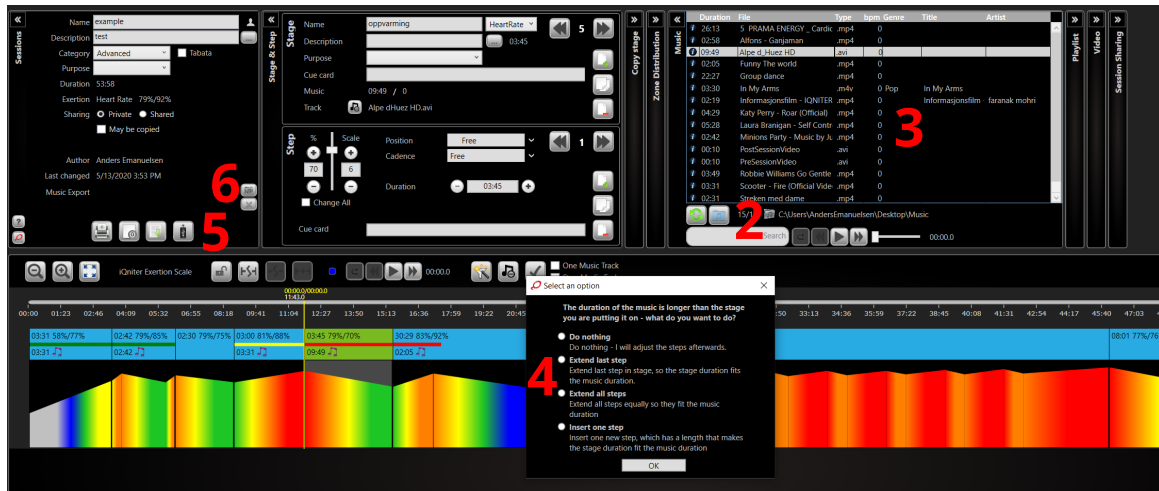 Sessions
Name example
Description test
Category Advanced Tabata
Purpose
Duration 53:58
Exertion Heart Rate 79%/92%
Sharing Private Shared
May be copied
Author Anders Emanuelsen
Last changed 5/13/2020 3:53 PM
Music Export
6
5
Stage & Step
Stage
Name oppvarming HeartRate 5
Description ... 03:45
Purpose
Cue card
Music 09:49 / 0
Track Alpe dHuez HD.avi
Step
% Scale
70 6
Change All
Position Free 1
Cadence Free
Duration 03:45
Cue card
Copy stage
Zone Distribution
Music
Duration File Type bpm Genre Title Artist
26:13 5 PRAMA ENERGY _ Cardic .mp4 0
02:58 Alfons - Ganjaman .mp4 0
09:49 Alpe d_Huez HD .avi 0
02:05 Funny The world .mp4 0
22:27 Group dance .mp4 0
03:30 In My Arms .m4v 0 Pop In My Arms
02:19 Informasjonsfilm - IQNITER .mp4 0 Informasjonsfilm - faranak mohri
04:29 Katy Perry - Roar (Official) .mp4 0
05:28 Laura Branigan - Self Contr .mp4 0
02:42 Minions Party - Music by Ju .mp4 0
00:10 PostSessionVideo .avi 0
00:10 PreSessionVideo .avi 0
03:49 Robbie Williams Go Gentle .mp4 0
03:31 Scooter - Fire (Official Vide .mp4 0
02:31 Streken med dame .mp4 0
3
2
C:\Users\AndersEmanuelsen\Desktop\Music
Search 00:00.0
Playlist
Video
Session Sharing
iQniter Exertion Scale 00:00.0 One Music Track
00:00.0/00:00.0
11:43.0
00:00 01:23 02:46 04:09 05:32 06:55 08:18 09:41 11:04 12:27 13:50 15:13 16:36 17:59 19:22 20:45 33:13 34:36 35:59 37:22 38:45 40:08 41:31 42:54 44:17 45:40 47:03
03:31 58%/77% 02:42 79%/85% 02:30 79%/75% 03:00 81%/88% 03:45 79%/70% 30:29 83%/92% 08:01 77%/76
03:31 02:42 03:31 09:49 02:05
Select an option
The duration of the music is longer than the stage
you are putting it on - what do you want to do?
4
Do nothing
Do nothing - I will adjust the steps afterwards.
Extend last step
Extend last step in stage, so the stage duration fits
the music duration.
Extend all steps
Extend all steps equally so they fit the music
duration
Insert one step
Insert one new step, which has a length that makes
the stage duration fit the music duration
OK